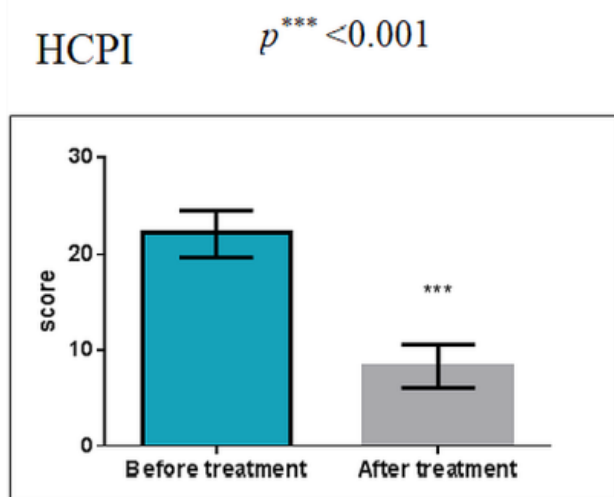 HCPI
p*** <0.001
30
20
10
0
score
***
Before treatment
After treatment